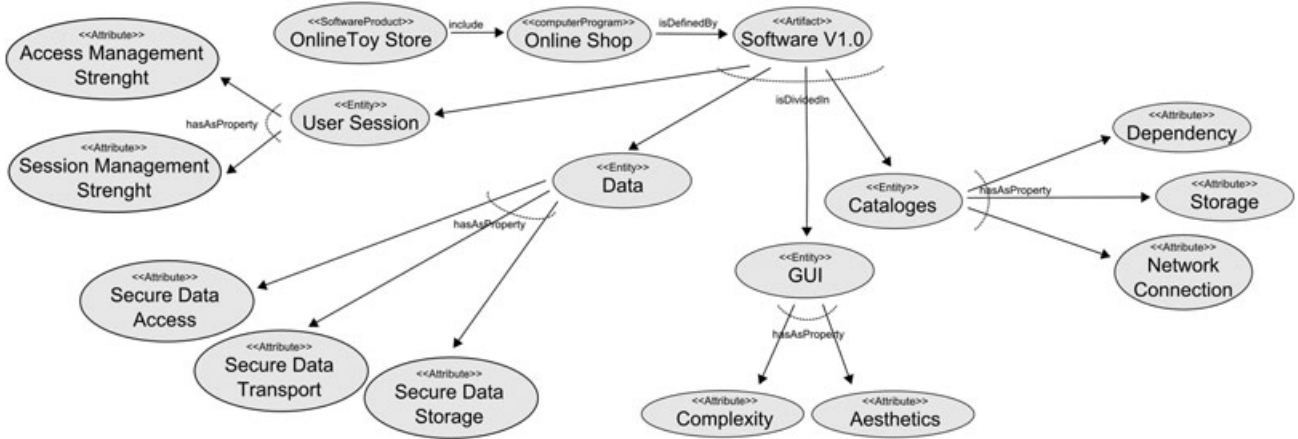 <<SoftwareProduct>>
OnlineToy Store
include
<<computerProgram>>
Online Shop
isDefinedBy
<<Artifact>>
Software V1.0
isDividedIn
<<Attribute>>
Access Management
Strenght
<<Entity>>
User Session
hasAsProperty
<<Attribute>>
Session Management
Strenght
<<Entity>>
Data
hasAsProperty
<<Attribute>>
Secure Data
Access
<<Attribute>>
Secure Data
Transport
<<Attribute>>
Secure Data
Storage
<<Entity>>
GUI
hasAsProperty
<<Attribute>>
Complexity
<<Attribute>>
Aesthetics
<<Entity>>
Cataloges
hasAsProperty
<<Attribute>>
Dependency
<<Attribute>>
Storage
<<Attribute>>
Network
Connection